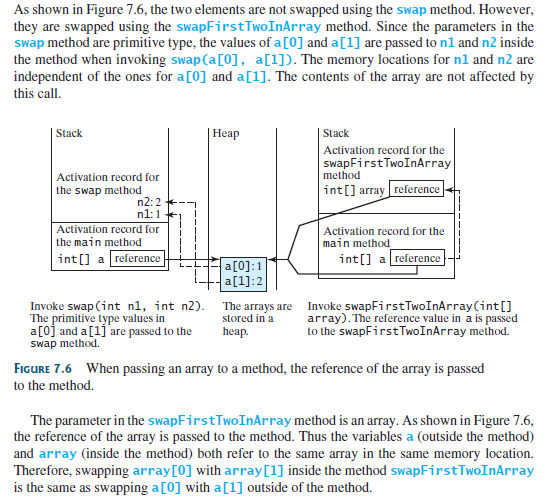 As shown in Figure 7.6, the two elements are not swapped using the swap method. However,
they are swapped using the swapFirstTwoInArray method. Since the parameters in the
swap method are primitive type, the values of a[0] and a[1] are passed to n1 and n2 inside
the method when invoking swap(a[0], a[1]). The memory locations for n1 and n2 are
independent of the ones for a[0] and a[1]. The contents of the array are not affected by
this call.
Stack
Activation record for
the swap method
n2:2
n1:1
Activation record for
the main method
int[] a reference
Heap
a[0]:1
a[1]:2
Stack
Activation record for the
swapFirstTwoInArray
method
int[] array reference
Activation record for the
main method
int[] a reference
Invoke swap(int n1, int n2).
The primitive type values in
a[0] and a[1] are passed to the
swap method.
The arrays are
stored in a
heap.
Invoke swapFirstTwoInArray(int[]
array). The reference value in a is passed
to the swapFirstTwoInArray method.
FIGURE 7.6 When passing an array to a method, the reference of the array is passed
to the method.
The parameter in the swapFirstTwoInArray method is an array. As shown in Figure 7.6,
the reference of the array is passed to the method. Thus the variables a (outside the method)
and array (inside the method) both refer to the same array in the same memory location.
Therefore, swapping array[0] with array[1] inside the method swapFirstTwoInArray
is the same as swapping a[0] with a[1] outside of the method.